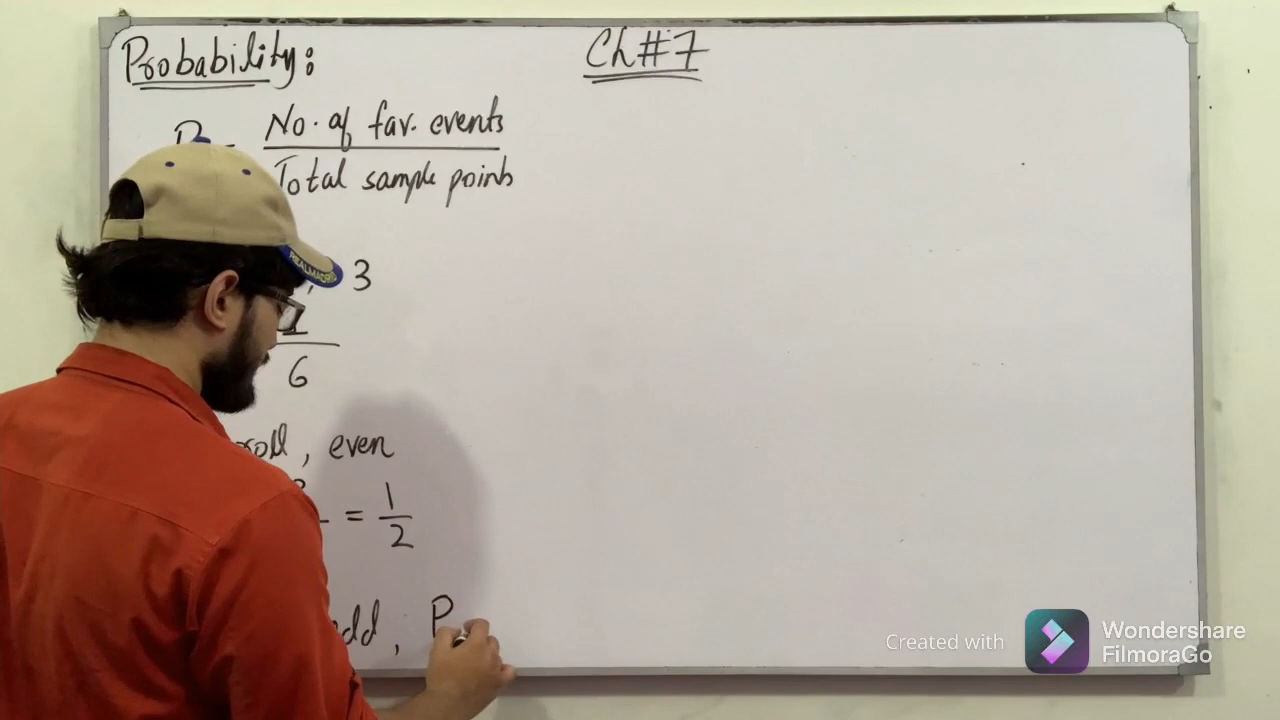 Probability: Ch#7
No. of fav. events
Total sample points
, 3
6
, even
= 1/2
, P
REALMADRID
Created with Wondershare FilmoraGo